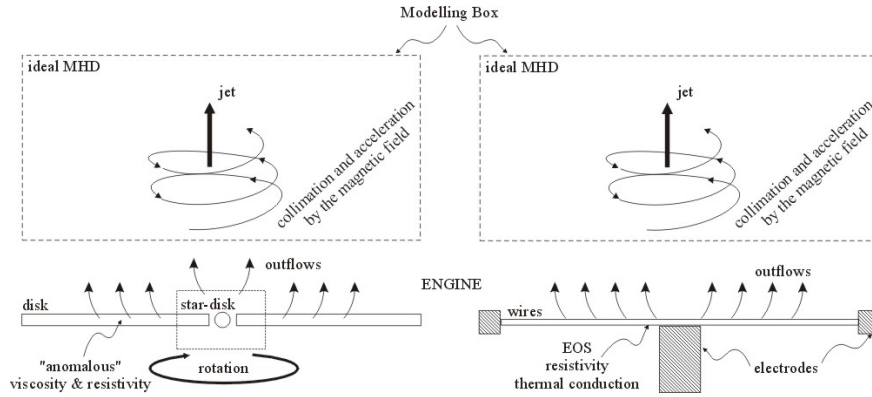 Modelling Box
ideal MHD
jet
collimation and acceleration
by the magnetic field
outflows
disk
star-disk
"anomalous"
viscosity & resistivity
rotation
ENGINE
ideal MHD
jet
collimation and acceleration
by the magnetic field
outflows
wires
EOS
resistivity
thermal conduction
electrodes